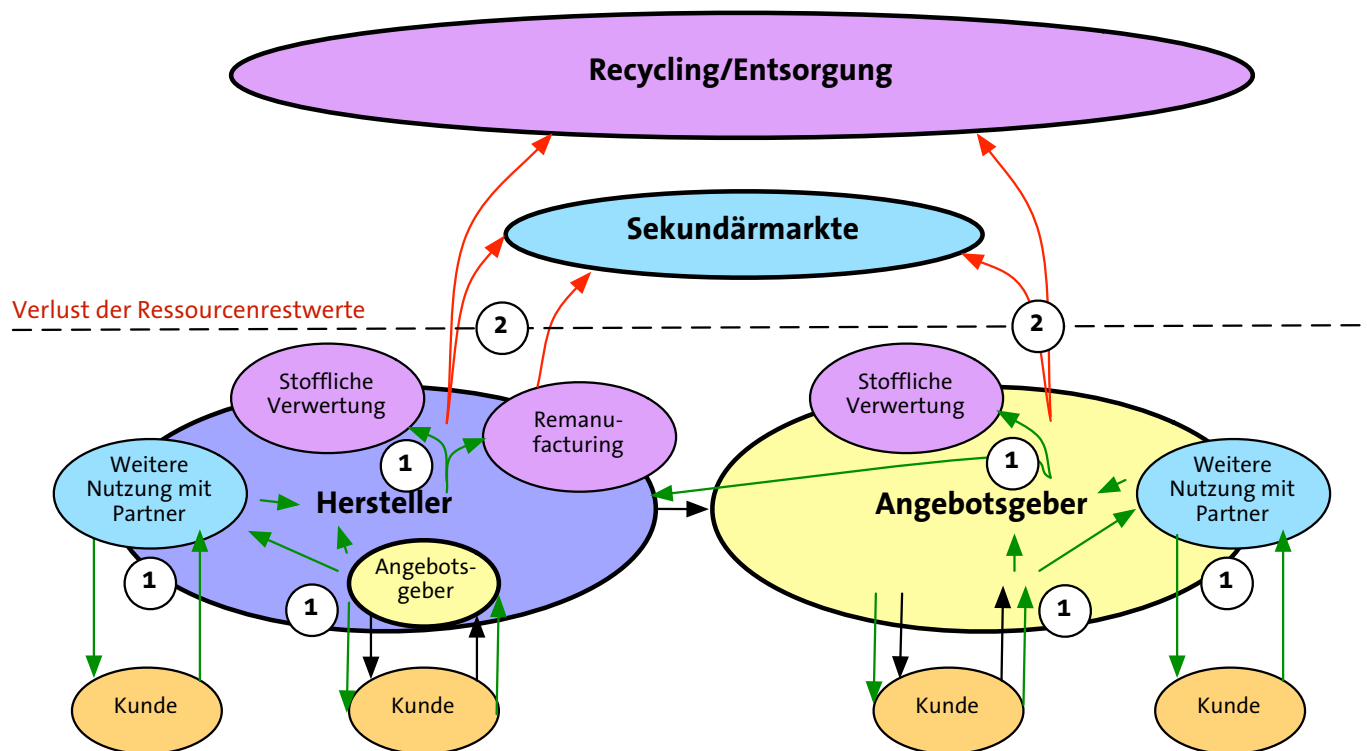 Recycling/Entsorgung
Sekundärmarkte
Verlust der Ressourcenrestwerte
2
2
Stoffliche
Verwertung
Remanu-
facturing
1
Weitere
Nutzung mit
Partner
Hersteller
Angebots-
geber
1
1
Kunde
Kunde
Stoffliche
Verwertung
1
Weitere
Nutzung mit
Partner
Angebotsgeber
1
1
Kunde
Kunde